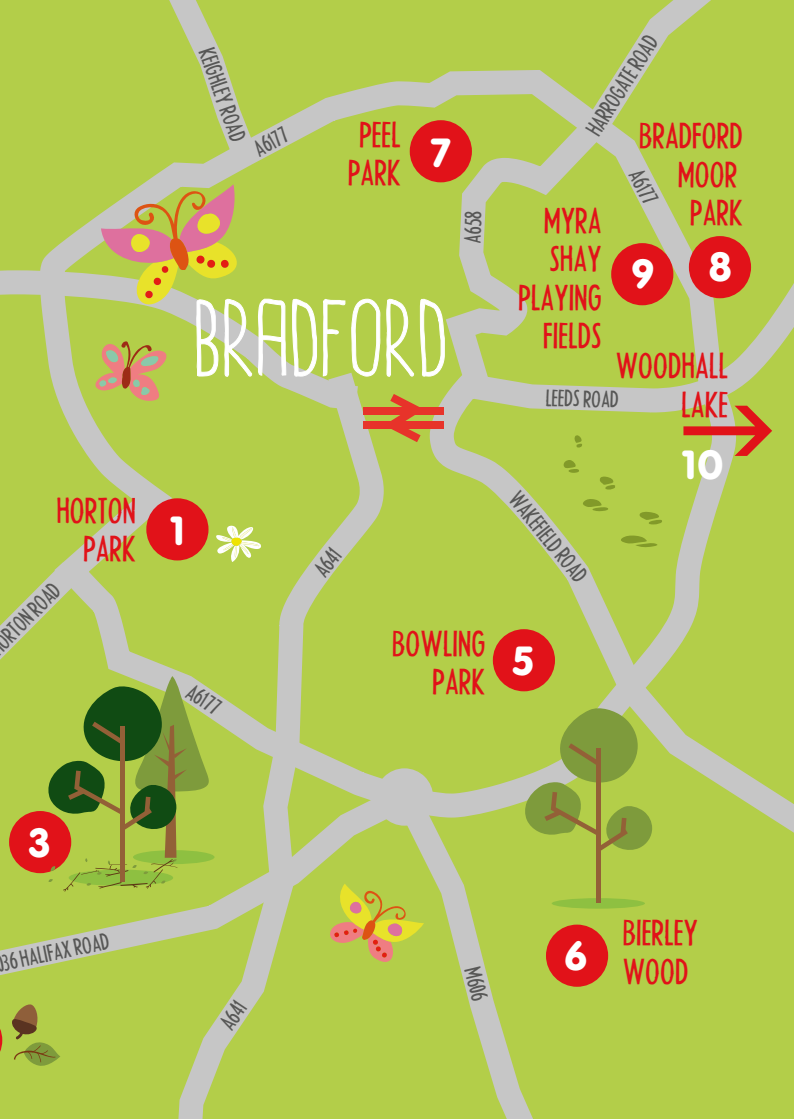 KEIGHLEY ROAD
HARROGATE ROAD
A6177
PEEL
PARK
7
BRADFORD
MOOR
PARK
8
A6177
A658
MYRA
SHAY
PLAYING
FIELDS
9
BRADFORD
WOODHALL
LAKE
10
LEEDS ROAD
HORTON
PARK
1
WAKEFIELD ROAD
A641
HORTON ROAD
BOWLING
PARK
5
A6177
3
6
BIERLEY
WOOD
036 HALIFAX ROAD
M606
A641